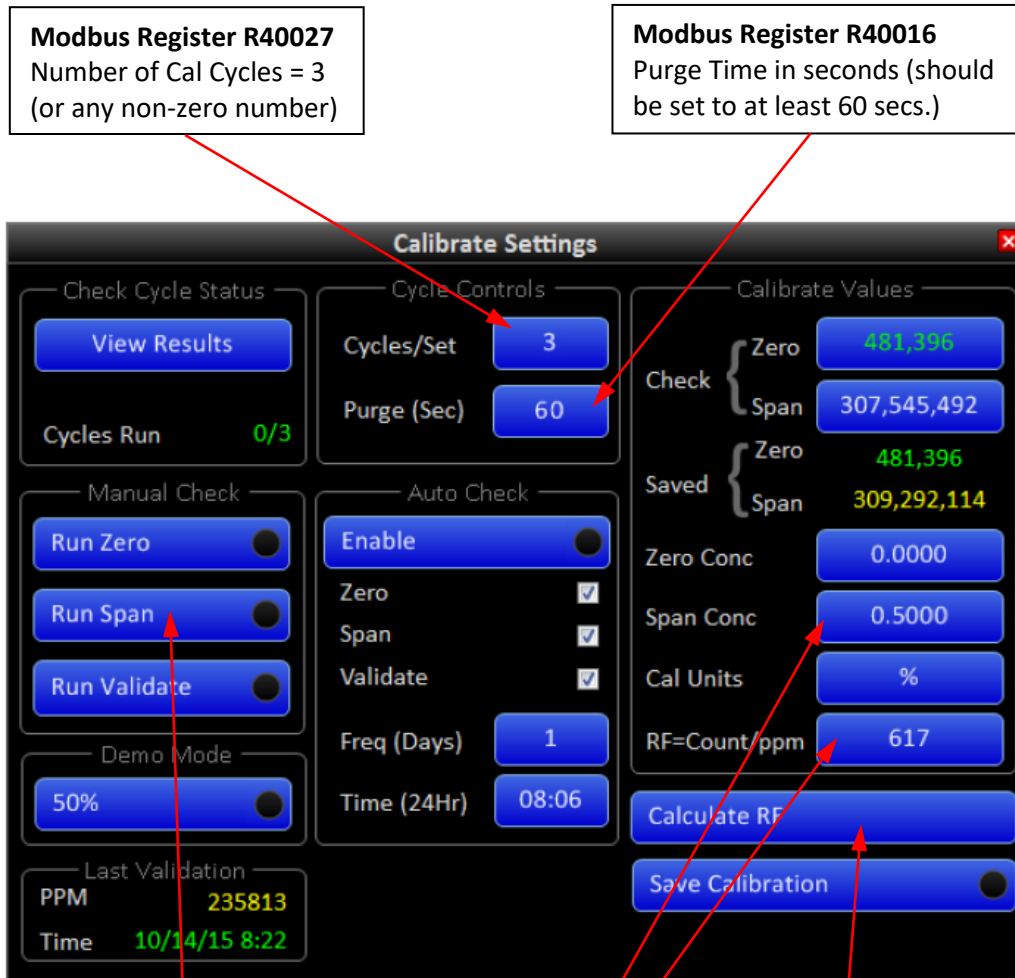 Modbus Register R40027
Number of Cal Cycles = 3
(or any non-zero number)
Modbus Register R40016
Purge Time in seconds (should
be set to at least 60 secs.)
Calibrate Settings
Check Cycle Status
View Results
Cycles Run 0/3
Manual Check
Run Zero
Run Span
Run Validate
Demo Mode
50%
Last Validation
PPM 235813
Time 10/14/15 8:22
Cycle Controls
Cycles/Set 3
Purge (Sec) 60
Auto Check
Enable
Zero
Span
Validate
Freq (Days) 1
Time (24Hr) 08:06
Calibrate Values
Check
Zero 481,396
Span 307,545,492
Saved
Zero 481,396
Span 309,292,114
Zero Conc 0.0000
Span Conc 0.5000
Cal Units %
RF=Count/ppm 617
Calculate RF
Save Calibration